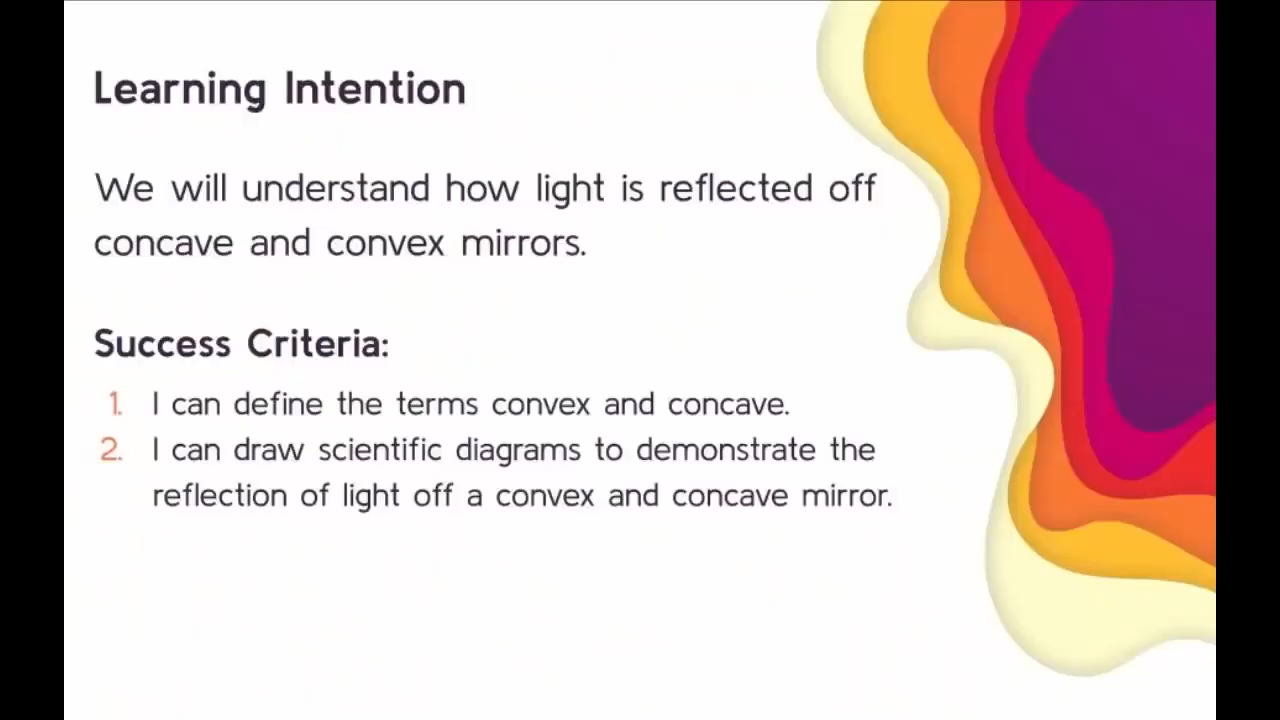 Learning Intention
We will understand how light is reflected off
concave and convex mirrors.
Success Criteria:
1. I can define the terms convex and concave.
2. I can draw scientific diagrams to demonstrate the
reflection of light off a convex and concave mirror.